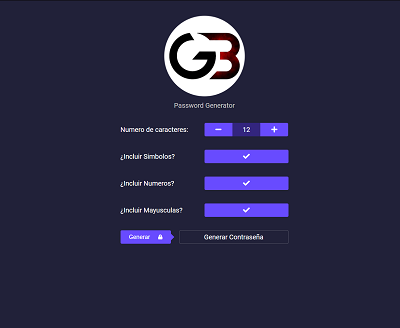 GB
Password Generator
Numero de caracteres:
12
¿Incluir Simbolos?
¿Incluir Numeros?
¿Incluir Mayusculas?
Generar
Generar Contraseña